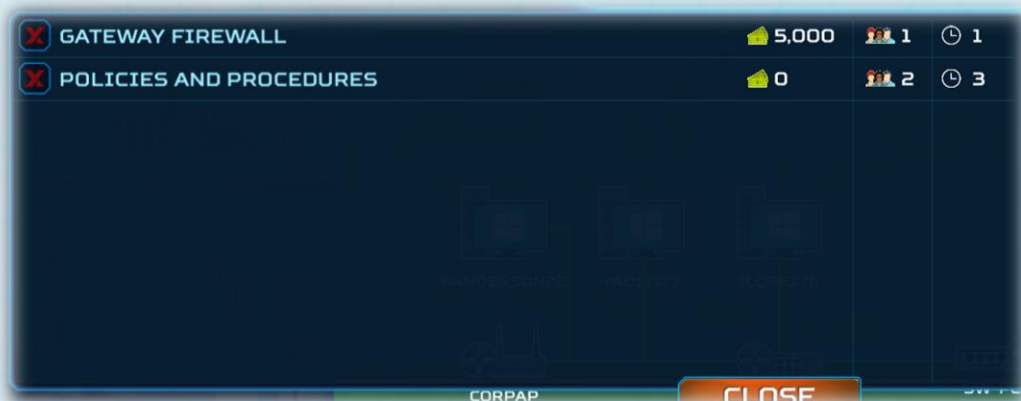 X GATEWAY FIREWALL 5,000 1 1
X POLICIES AND PROCEDURES 0 2 3
CORPAP
CLOSE